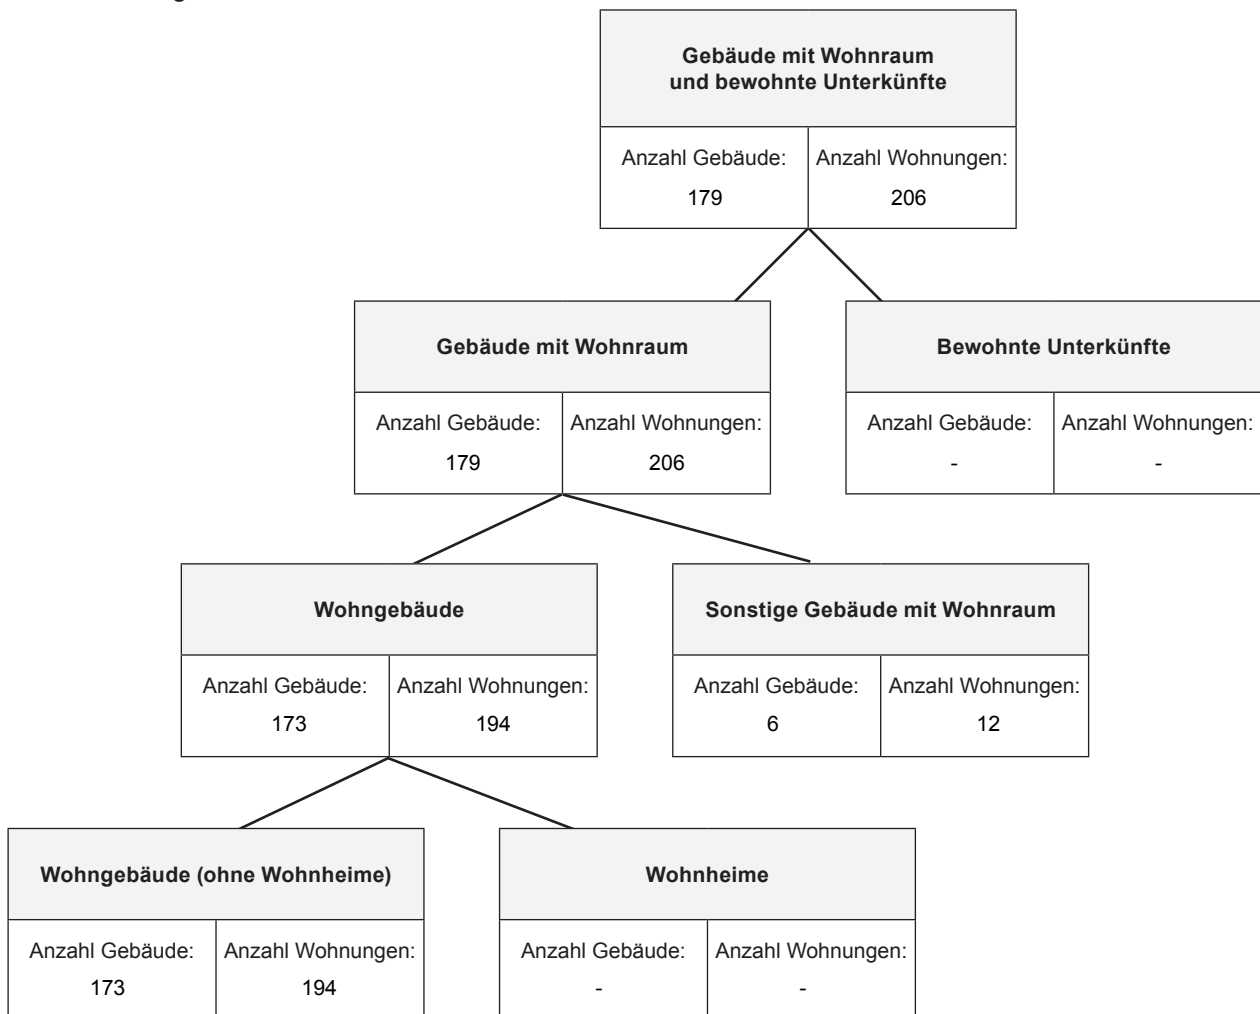 Gebäude mit Wohnraum
und bewohnte Unterkünfte
Anzahl Gebäude: Anzahl Wohnungen:
179 206
Gebäude mit Wohnraum
Anzahl Gebäude: Anzahl Wohnungen:
179 206
Bewohnte Unterkünfte
Anzahl Gebäude: Anzahl Wohnungen:
- -
Wohngebäude
Anzahl Gebäude: Anzahl Wohnungen:
173 194
Sonstige Gebäude mit Wohnraum
Anzahl Gebäude: Anzahl Wohnungen:
6 12
Wohngebäude (ohne Wohnheime)
Anzahl Gebäude: Anzahl Wohnungen:
173 194
Wohnheime
Anzahl Gebäude: Anzahl Wohnungen:
- -